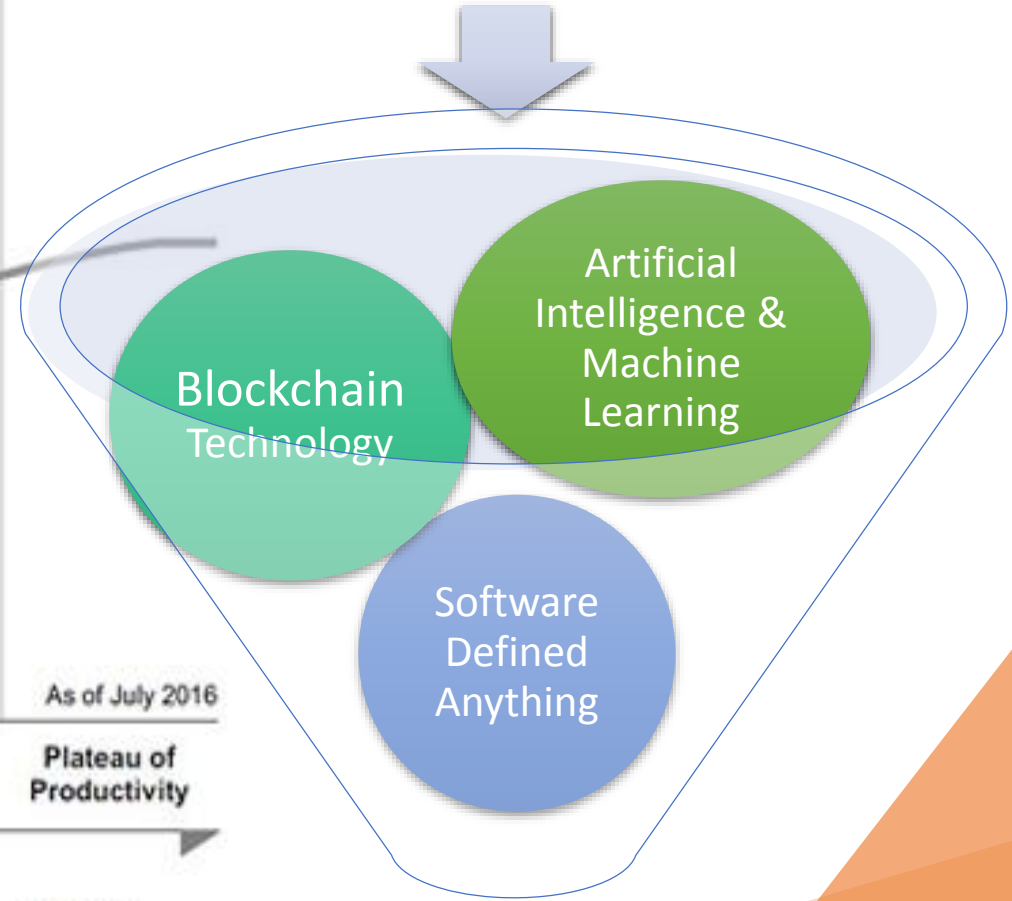 Artificial
Intelligence &
Machine
Learning
Blockchain
Technology
Software
Defined
Anything
As of July 2016
Plateau of
Productivity